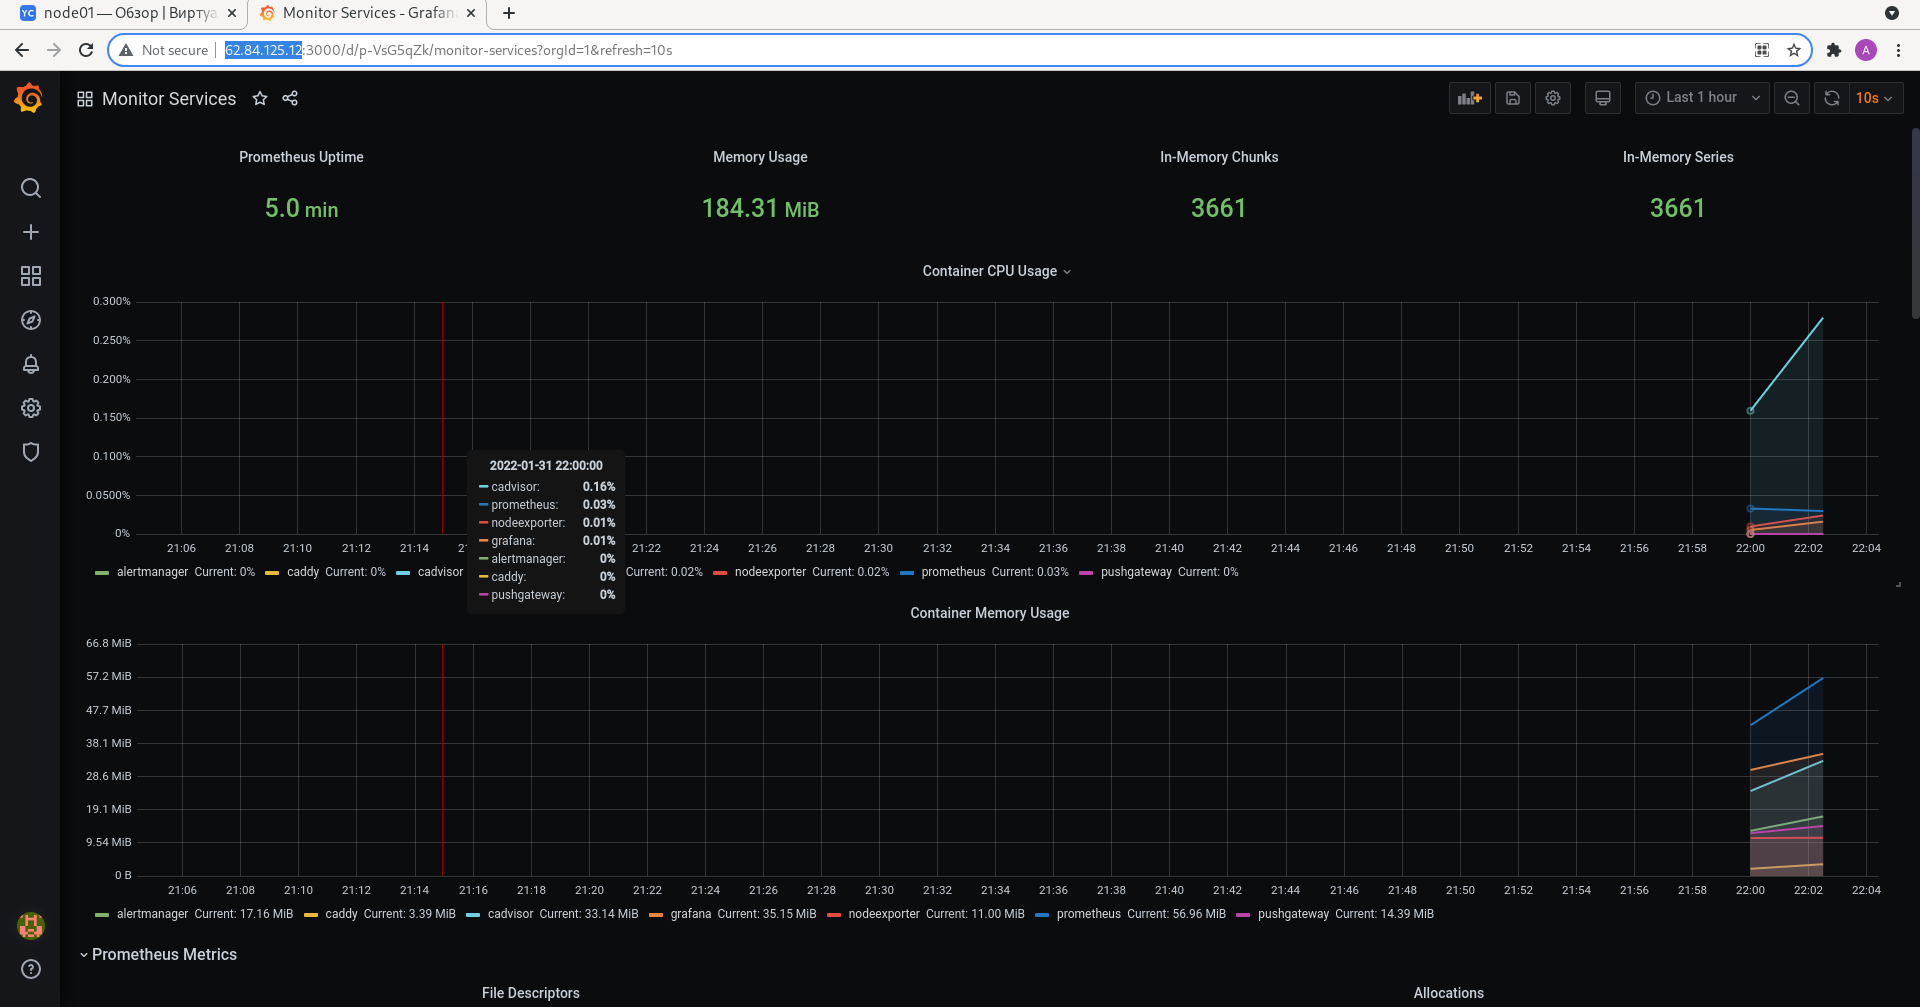 node01 — Обзор | Виртуа
Monitor Services - Grafan
Not secure
62.84.125.12:3000/d/p-VsG5qZk/monitor-services?orgId=1&refresh=10s
A
Monitor Services
Last 1 hour
10s
Prometheus Uptime
Memory Usage
In-Memory Chunks
In-Memory Series
5.0 min
184.31 MiB
3661
3661
Container CPU Usage
0.300%
0.250%
0.200%
0.150%
0.100%
0.0500%
0%
2022-01-31 22:00:00
cadvisor: 0.16%
prometheus: 0.03%
nodeexporter: 0.01%
grafana: 0.01%
alertmanager: 0%
caddy: 0%
pushgateway: 0%
21:06 21:08 21:10 21:12 21:14 21:22 21:24 21:26 21:28 21:30 21:32 21:34 21:36 21:38 21:40 21:42 21:44 21:46 21:48 21:50 21:52 21:54 21:56 21:58 22:00 22:02 22:04
alertmanager Current: 0% caddy Current: 0% cadvisor Current: 0.02% nodeexporter Current: 0.02% prometheus Current: 0.03% pushgateway Current: 0%
Container Memory Usage
66.8 MiB
57.2 MiB
47.7 MiB
38.1 MiB
28.6 MiB
19.1 MiB
9.54 MiB
0 B
21:06 21:08 21:10 21:12 21:14 21:16 21:18 21:20 21:22 21:24 21:26 21:28 21:30 21:32 21:34 21:36 21:38 21:40 21:42 21:44 21:46 21:48 21:50 21:52 21:54 21:56 21:58 22:00 22:02 22:04
alertmanager Current: 17.16 MiB caddy Current: 3.39 MiB cadvisor Current: 33.14 MiB grafana Current: 35.15 MiB nodeexporter Current: 11.00 MiB prometheus Current: 56.96 MiB pushgateway Current: 14.39 MiB
Prometheus Metrics
File Descriptors
Allocations